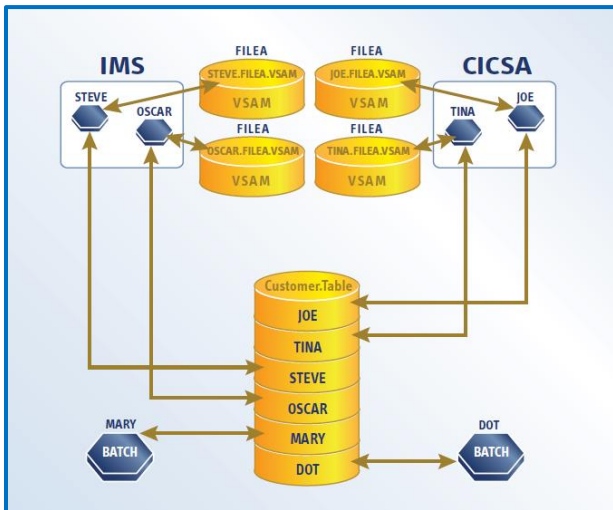 IMS
FILEA
FILEA
CICSA
STEVE
OSCAR
STEVE.FILEA.VSAM
VSAM
JOE.FILEA.VSAM
VSAM
TINA
JOE
FILEA
FILEA
OSCAR.FILEA.VSAM
VSAM
TINA.FILEA.VSAM
VSAM
Customer.Table
JOE
TINA
STEVE
OSCAR
MARY
DOT
MARY
BATCH
DOT
BATCH